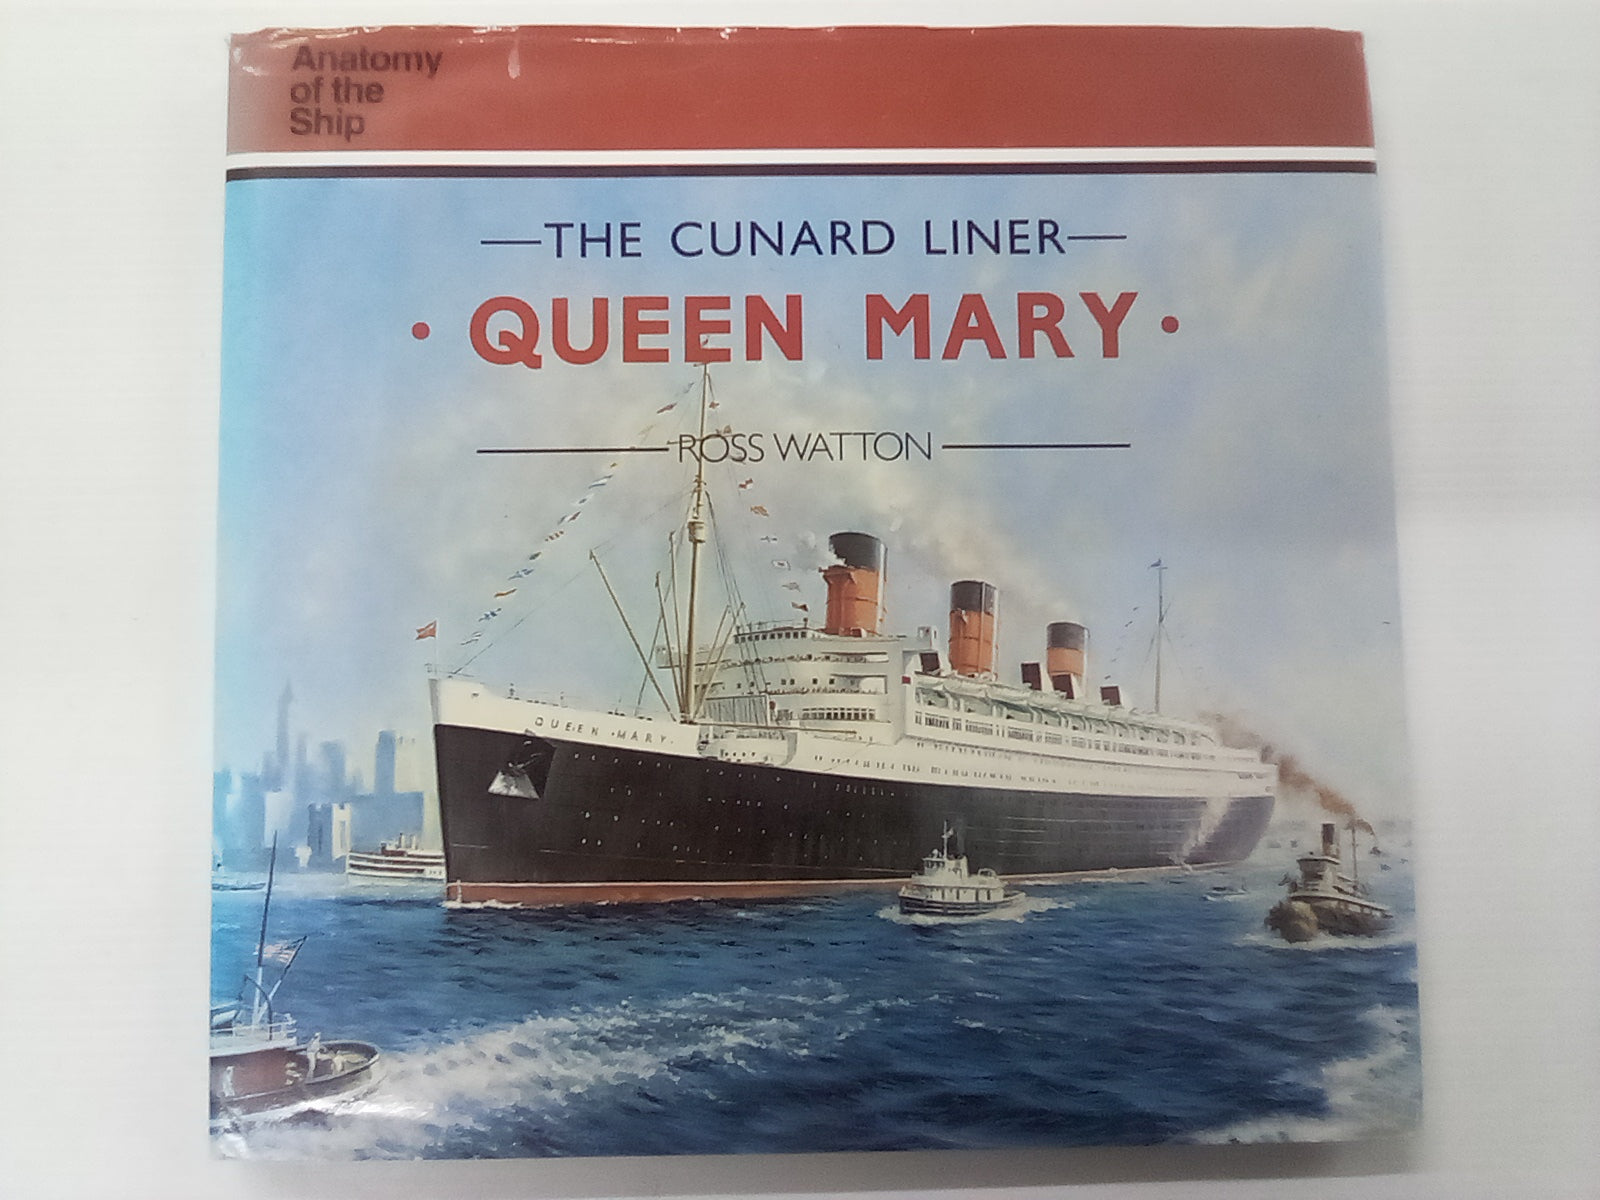 Anatomy
of the
Ship
THE CUNARD LINER
• QUEEN MARY •
ROSS WATTON
QUEEN MARY